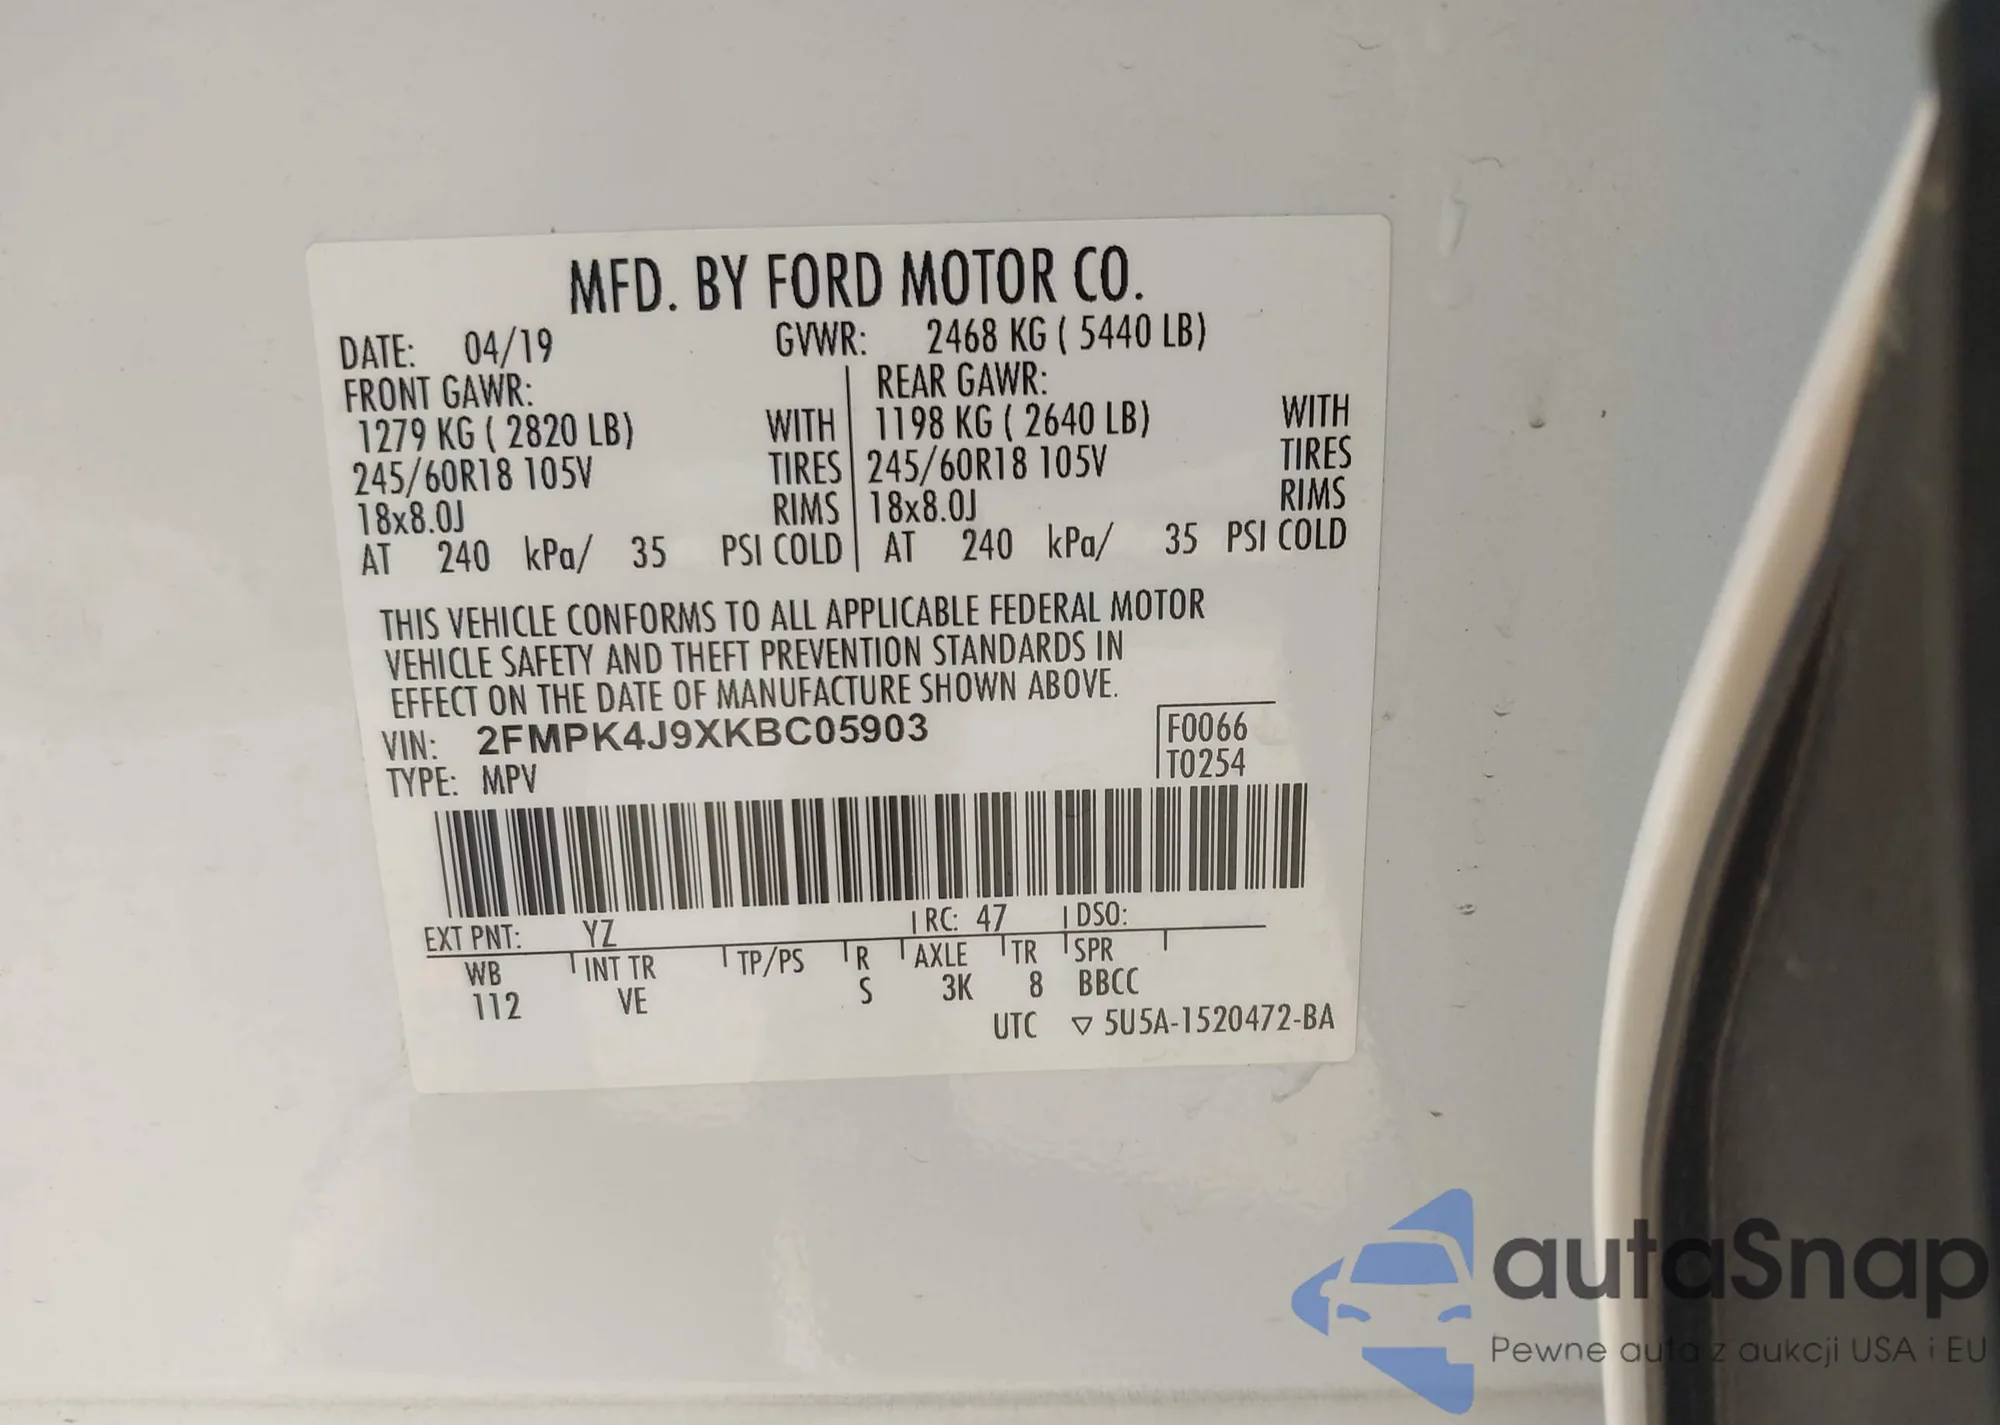 MFD. BY FORD MOTOR CO.
DATE: 04/19 GVWR: 2468 KG ( 5440 LB)
FRONT GAWR: REAR GAWR:
1279 KG ( 2820 LB) WITH 1198 KG ( 2640 LB) WITH
245/60R18 105V TIRES 245/60R18 105V TIRES
18x8.0J RIMS 18x8.0J RIMS
AT 240 kPa/ 35 PSI COLD AT 240 kPa/ 35 PSI COLD
THIS VEHICLE CONFORMS TO ALL APPLICABLE FEDERAL MOTOR
VEHICLE SAFETY AND THEFT PREVENTION STANDARDS IN
EFFECT ON THE DATE OF MANUFACTURE SHOWN ABOVE.
VIN: 2FMPK4J9XKBC05903 F0066
TYPE: MPV T0254
EXT PNT: YZ RC: 47 DSO:
WB INT TR TP/PS R AXLE TR SPR
112 VE S 3K 8 BBCC
UTC ▽ 5U5A-1520472-BA
autaSnap
Pewne auta z aukcji USA i EU